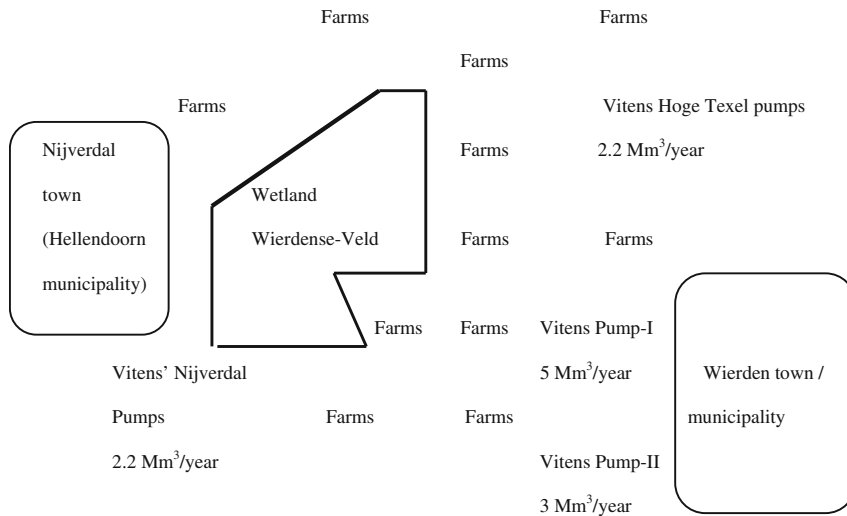 Farms Farms
Farms
Farms Vitens Hoge Texel pumps
Nijverdal Farms 2.2 Mm³/year
town Wetland
(Hellendoorn Wierdense-Veld Farms Farms
municipality)
Farms Farms Vitens Pump-I
Vitens' Nijverdal 5 Mm³/year Wierden town /
Pumps Farms Farms municipality
2.2 Mm³/year Vitens Pump-II
3 Mm³/year